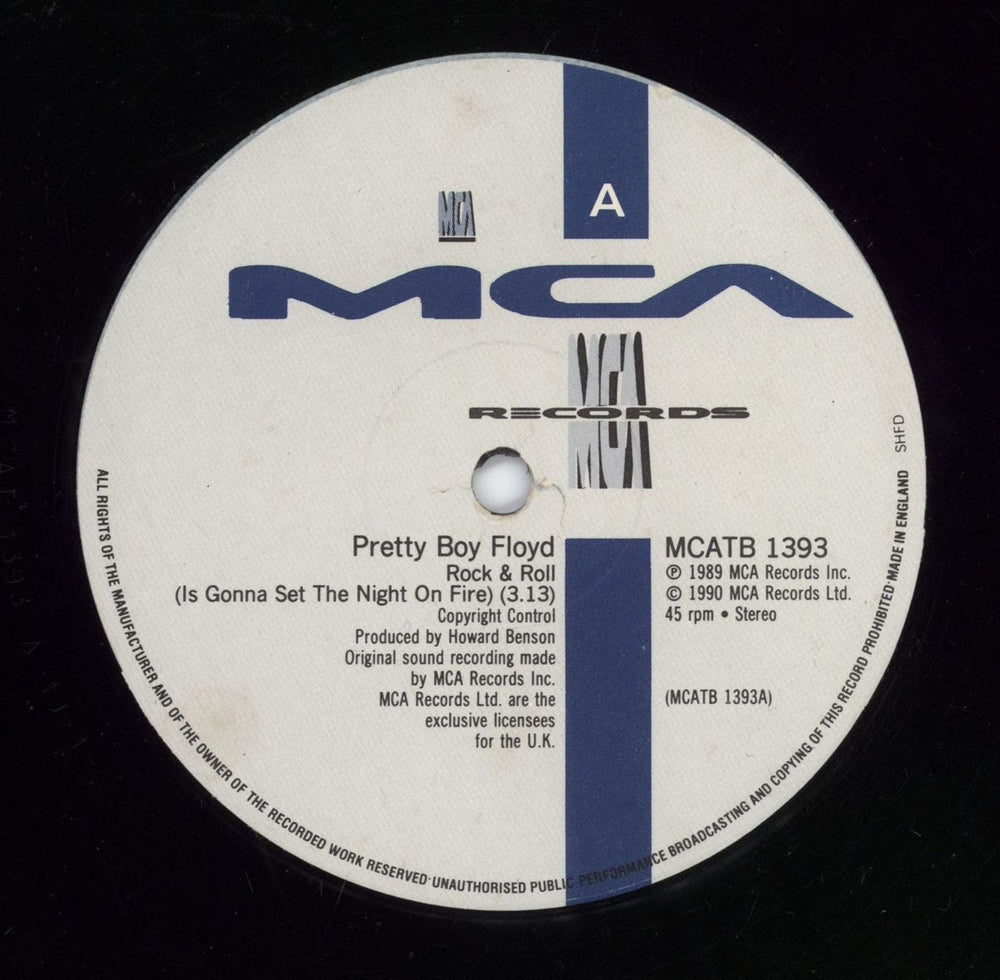 A
MCA
MCA
MCA
RECORDS
MCA
Pretty Boy Floyd
Rock & Roll
(Is Gonna Set The Night On Fire) (3.13)
Copyright Control
Produced by Howard Benson
Original sound recording made
by MCA Records Inc.
MCA Records Ltd. are the
exclusive licensees
for the U.K.
MCATB 1393
℗ 1989 MCA Records Inc.
© 1990 MCA Records Ltd.
45 rpm • Stereo
(MCATB 1393A)
ALL RIGHTS OF THE MANUFACTURER AND OF THE OWNER OF THE RECORDED WORK RESERVED·UNAUTHORISED PUBLIC PERFORMANCE BROADCASTING AND COPYING OF THIS RECORD PROHIBITED·MADE IN ENGLAND
SHFD